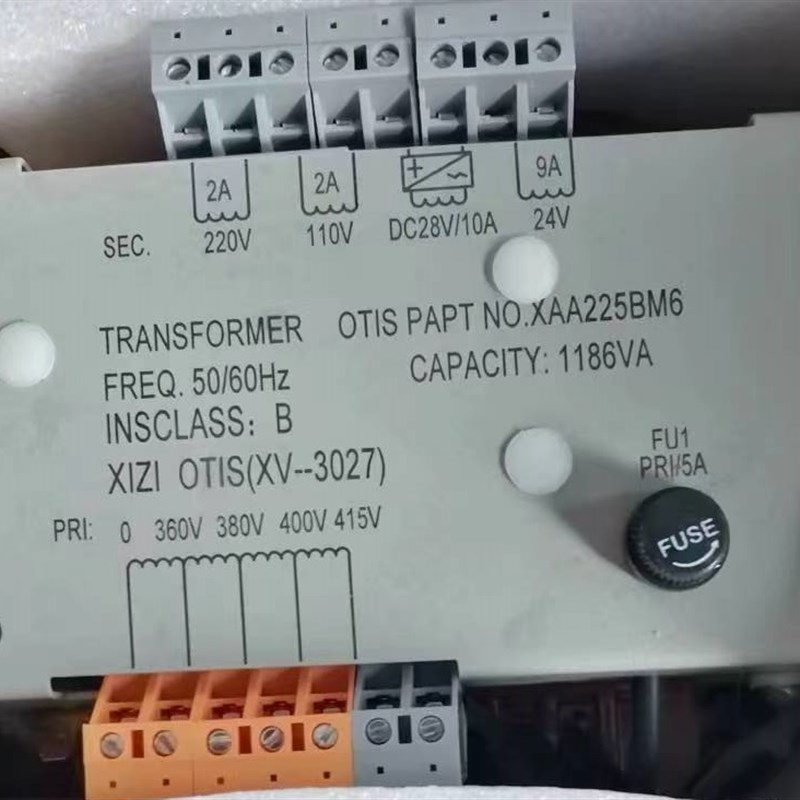 2A 2A + ~ 9A
SEC. 220V 110V DC28V/10A 24V
TRANSFORMER OTIS PAPT NO.XAA225BM6
FREQ. 50/60Hz CAPACITY: 1186VA
INSCLASS: B
XIZI OTIS(XV--3027)
FU1
PRI/5A
PRI: 0 360V 380V 400V 415V
FUSE